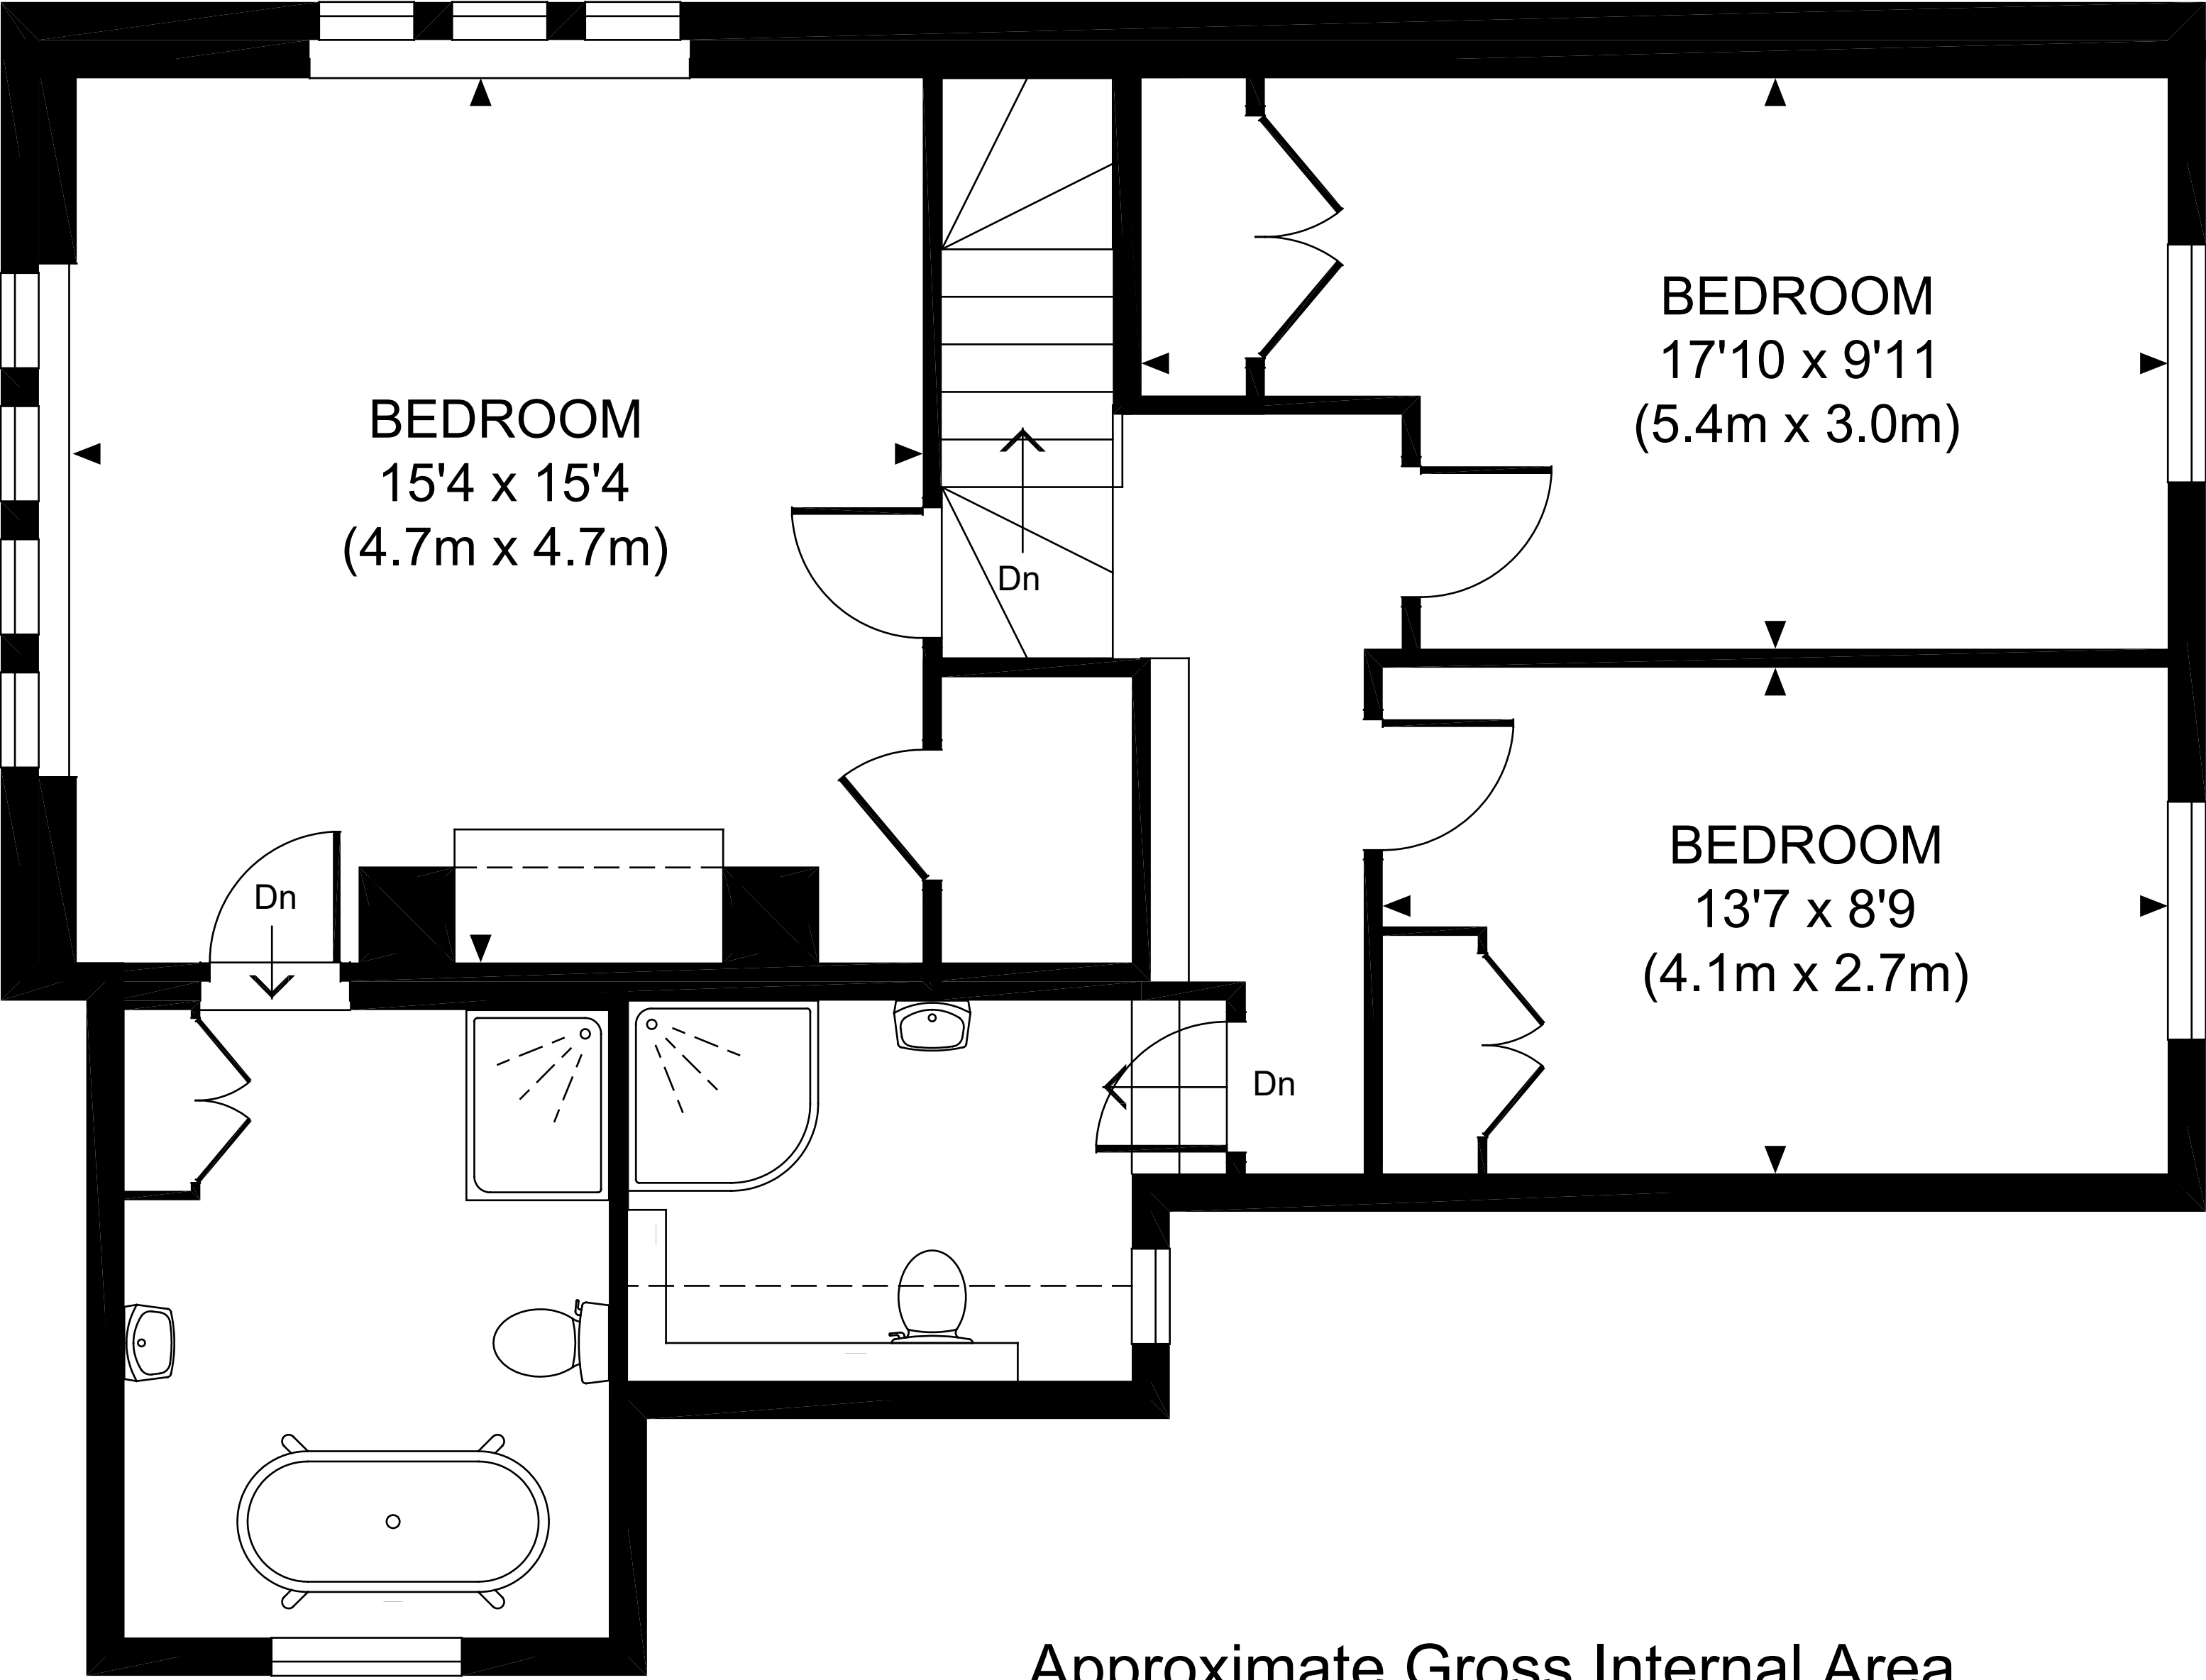 BEDROOM
15'4 x 15'4
(4.7m x 4.7m)
BEDROOM
17'10 x 9'11
(5.4m x 3.0m)
Dn
BEDROOM
13'7 x 8'9
(4.1m x 2.7m)
Dn
Dn
Approximate Gross Internal Area